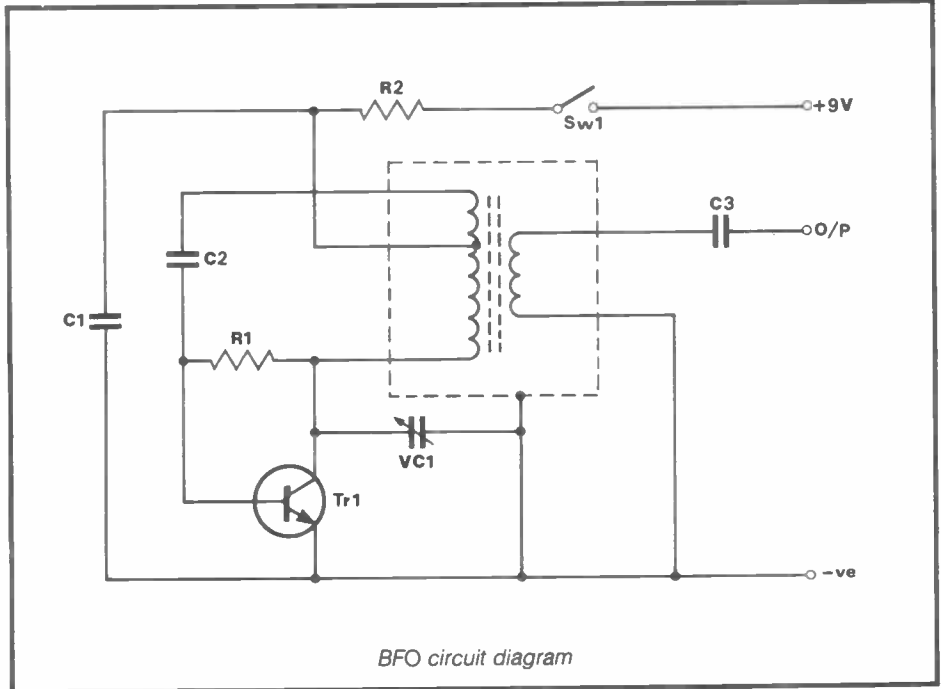 R2
Sw1
+9V
C3
O/P
C2
C1
R1
VC1
Tr1
-ve
BFO circuit diagram